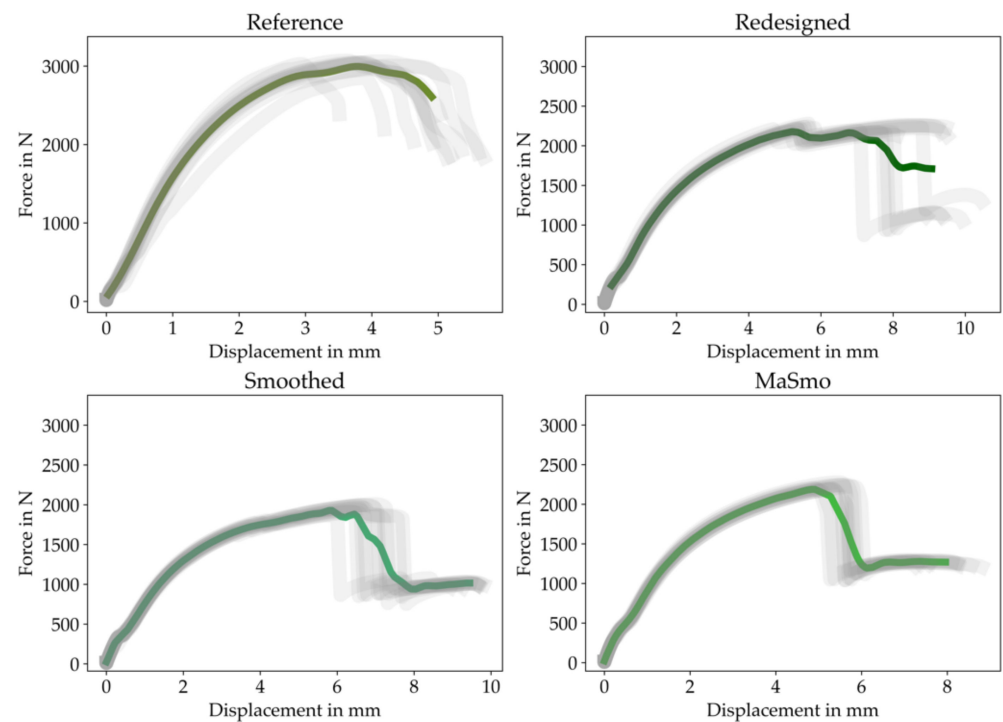 Reference
Force in N
3000
2000
1000
0
0 1 2 3 4 5
Displacement in mm
Redesigned
Force in N
3000
2500
2000
1500
1000
500
0
0 2 4 6 8 10
Displacement in mm
Smoothed
Force in N
3000
2500
2000
1500
1000
500
0
0 2 4 6 8 10
Displacement in mm
MaSmo
Force in N
3000
2500
2000
1500
1000
500
0
0 2 4 6 8
Displacement in mm